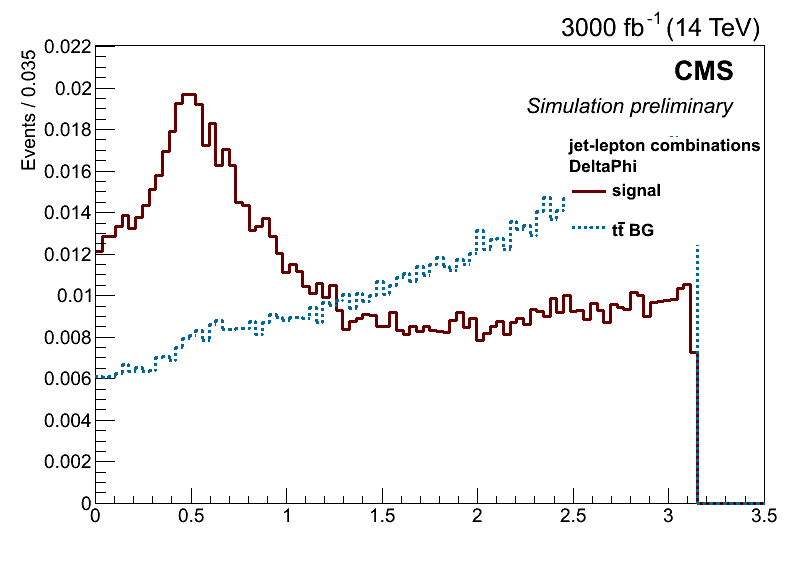 3000 fb⁻¹ (14 TeV)
CMS
Simulation preliminary
jet-lepton combinations
DeltaPhi
signal
tt̄ BG
Events / 0.035
0.022
0.02
0.018
0.016
0.014
0.012
0.01
0.008
0.006
0.004
0.002
0
0 0.5 1 1.5 2 2.5 3 3.5